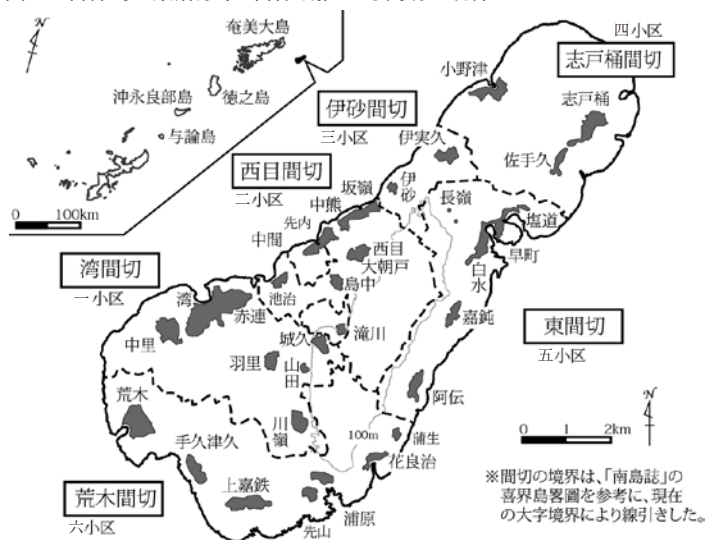 四小区
志戸桶間切
小野津
志戸桶
佐手久
奄美大島
徳之島
沖永良部島
与論島
0 100km
N
伊砂間切
三小区
伊実久
伊砂
長嶺
塩道
早町
白水
西目間切
二小区
坂嶺
中熊
先内
中間
西目
大朝戸
島中
池治
滝川
嘉鈍
湾間切
一小区
湾
赤連
中里
城久
羽里
山田
川嶺
東間切
五小区
阿伝
荒木
手久津久
100m
蒲生
花良治
上嘉鉄
先山
浦原
荒木間切
六小区
N
0 1 2km
※間切の境界は、「南島誌」の
喜界島畧圖を参考に、現在
の大字境界により線引きした。